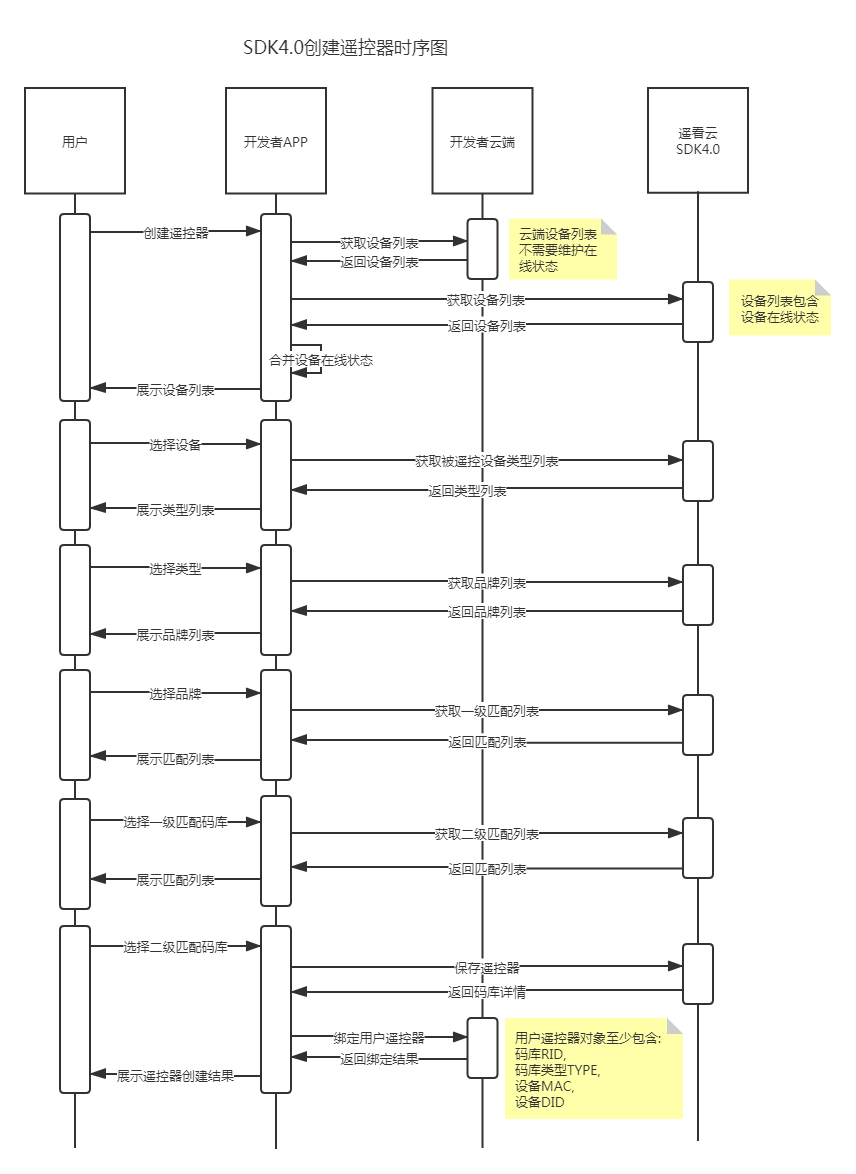 SDK4.0创建遥控器时序图
用户
开发者APP
开发者云端
遥看云
SDK4.0
创建遥控器
获取设备列表
返回设备列表
云端设备列表
不需要维护在
线状态
获取设备列表
返回设备列表
设备列表包含
设备在线状态
合并设备在线状态
展示设备列表
选择设备
获取被遥控设备类型列表
返回类型列表
展示类型列表
选择类型
获取品牌列表
返回品牌列表
展示品牌列表
选择品牌
获取一级匹配列表
返回匹配列表
展示匹配列表
选择一级匹配码库
获取二级匹配列表
返回匹配列表
展示匹配列表
选择二级匹配码库
保存遥控器
返回码库详情
绑定用户遥控器
返回绑定结果
用户遥控器对象至少包含:
码库RID,
码库类型TYPE,
设备MAC,
设备DID
展示遥控器创建结果